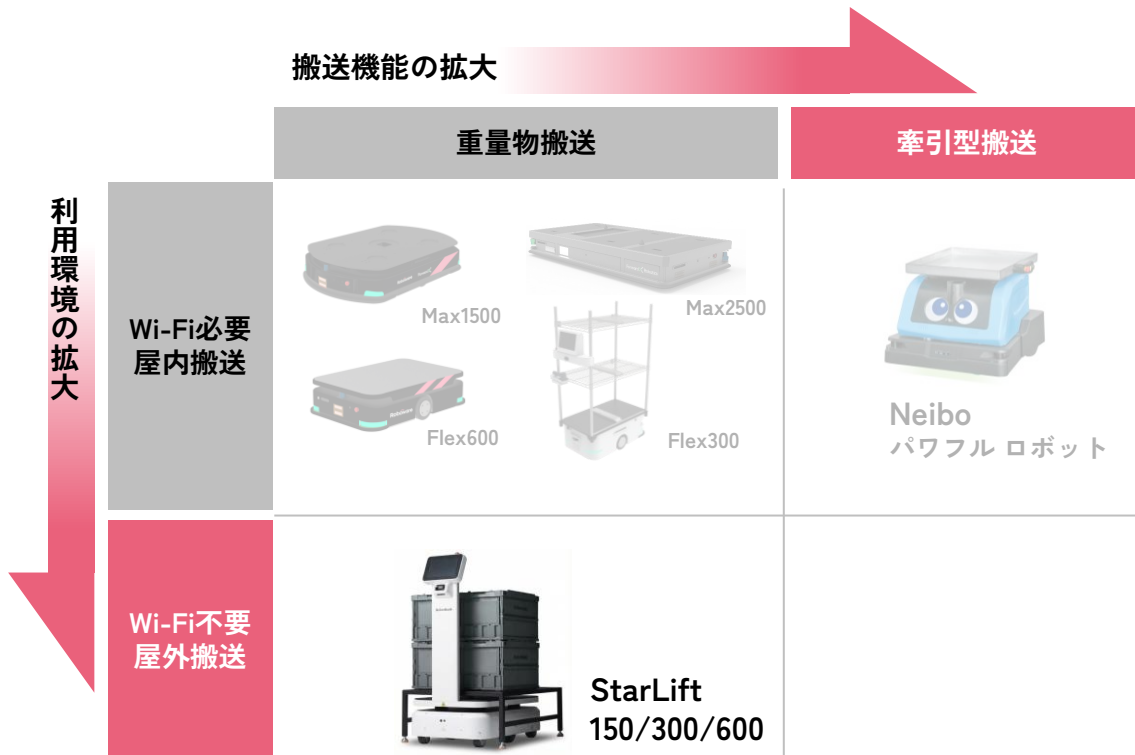 搬送機能の拡大
重量物搬送
牽引型搬送
利用環境の拡大
Wi-Fi必要
屋内搬送
Max1500
Max2500
Flex600
Flex300
Neibo
パワフル ロボット
Wi-Fi不要
屋外搬送
StarLift
150/300/600